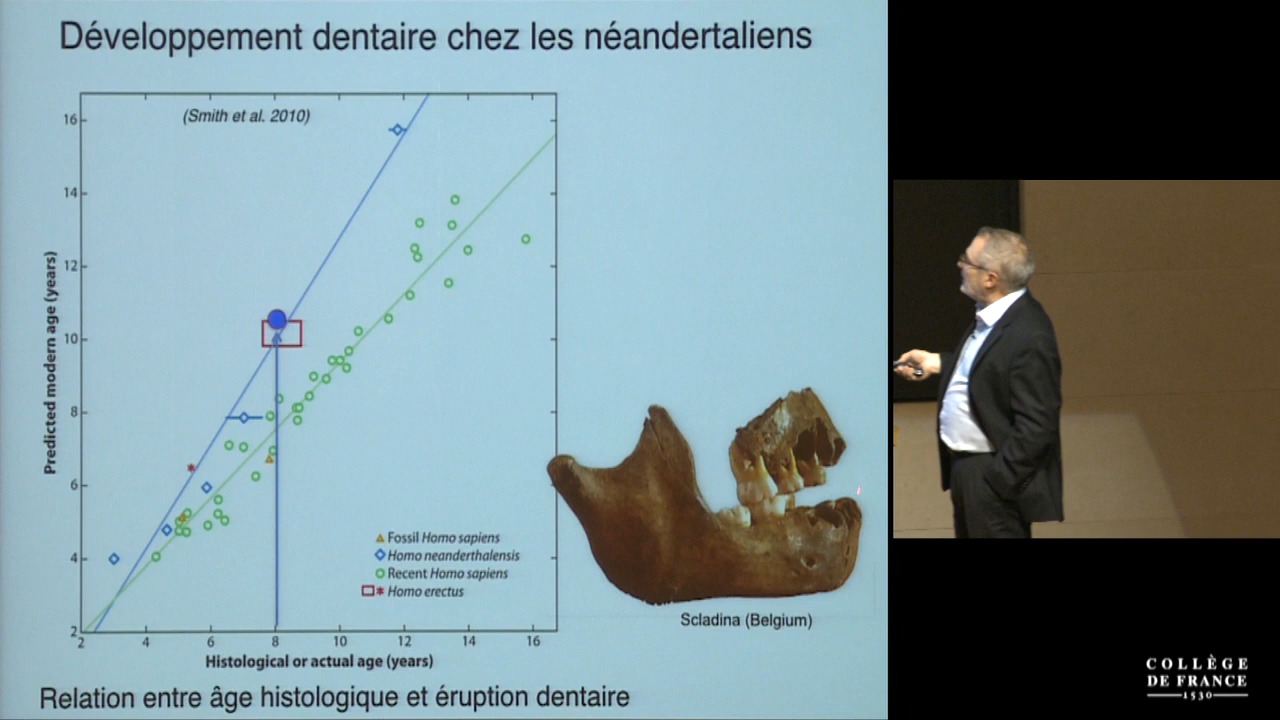 Développement dentaire chez les néandertaliens
(Smith et al. 2010)
16
14
12
10
8
6
4
2
Predicted modern age (years)
2 4 6 8 10 12 14 16
Histological or actual age (years)
Fossil Homo sapiens
Homo neanderthalensis
Recent Homo sapiens
Homo erectus
Scladina (Belgium)
Relation entre âge histologique et éruption dentaire
COLLÈGE
DE FRANCE
1530